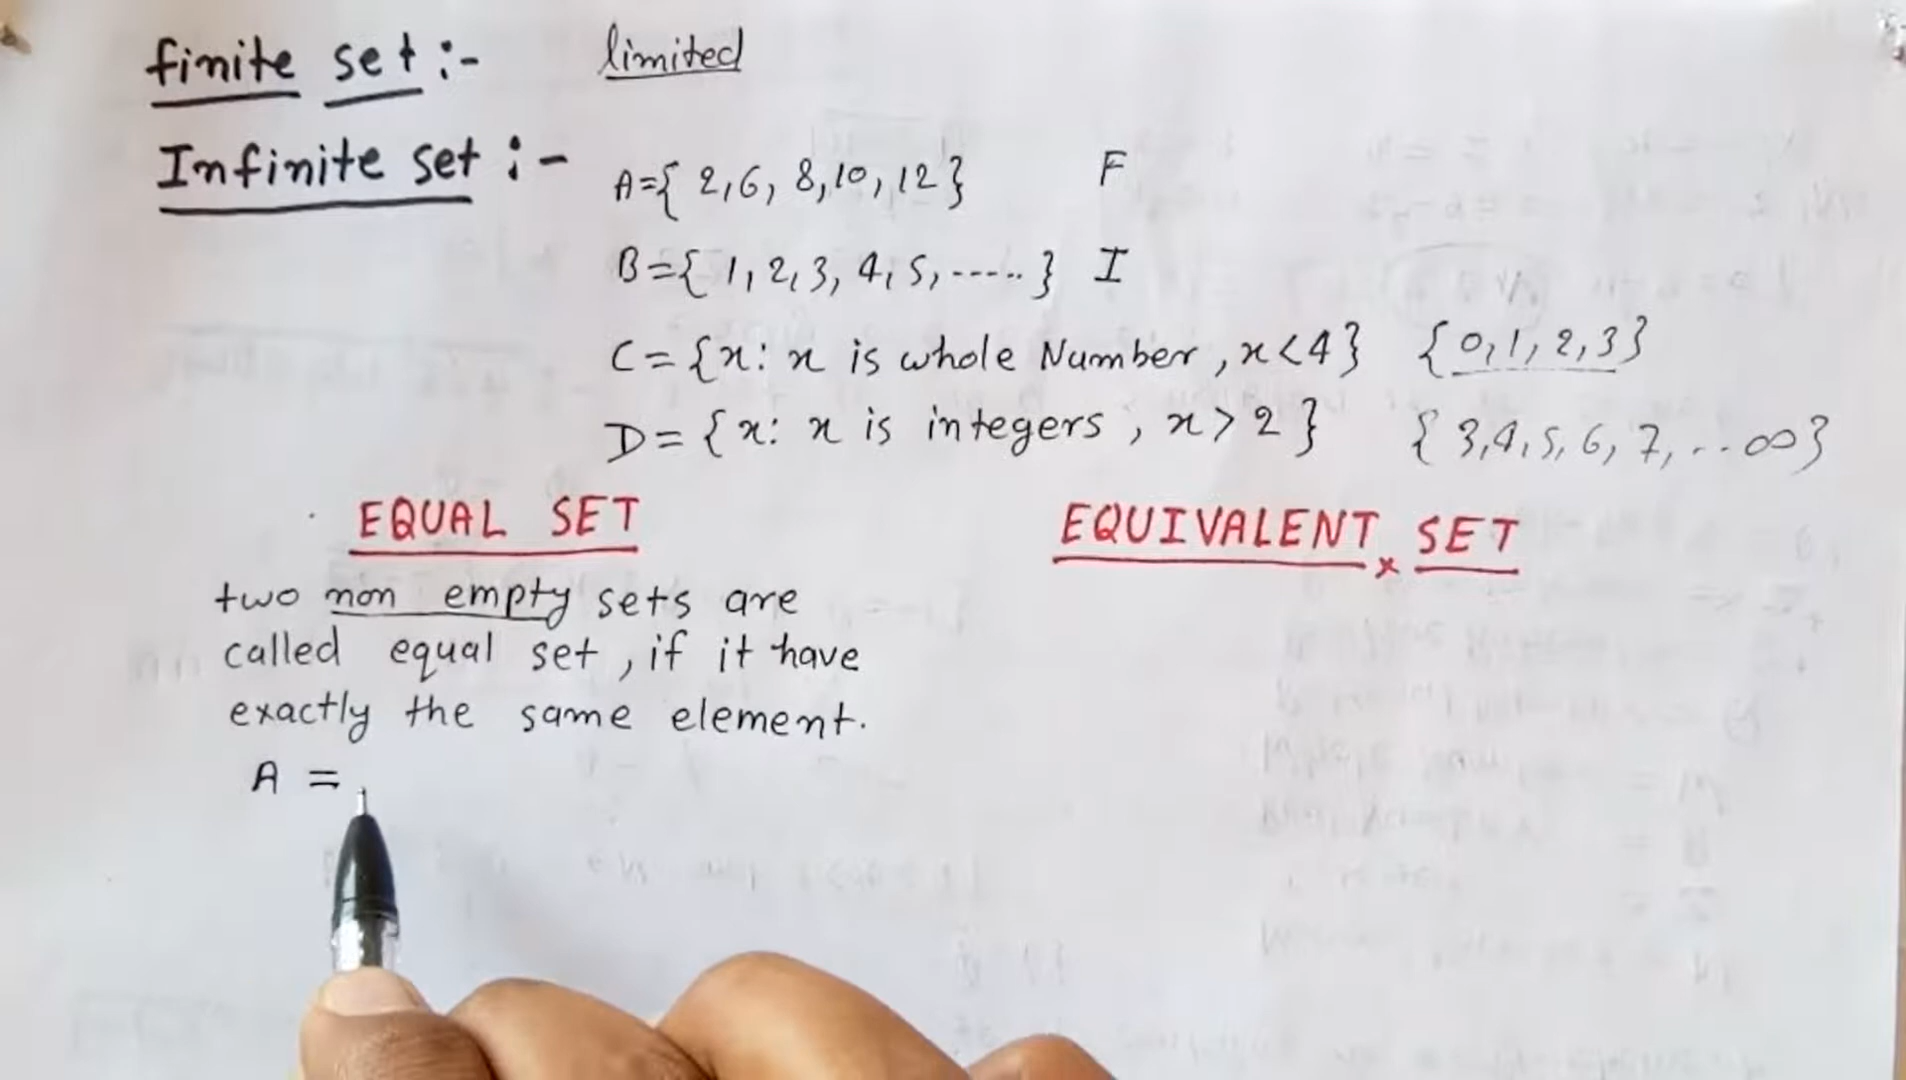 finite set :- limited
Infinite set :- A={ 2,6, 8,10, 12} F
B={ 1, 2, 3, 4, 5, ----.. } I
C= {x: x is whole Number , x<4} { 0,1, 2,3}
D= {x: x is integers , x>2 } { 3,4,5, 6, 7, ...∞}
EQUAL SET
EQUIVALENT SET
two non empty sets are
called equal set , if it have
exactly the same element.
A =